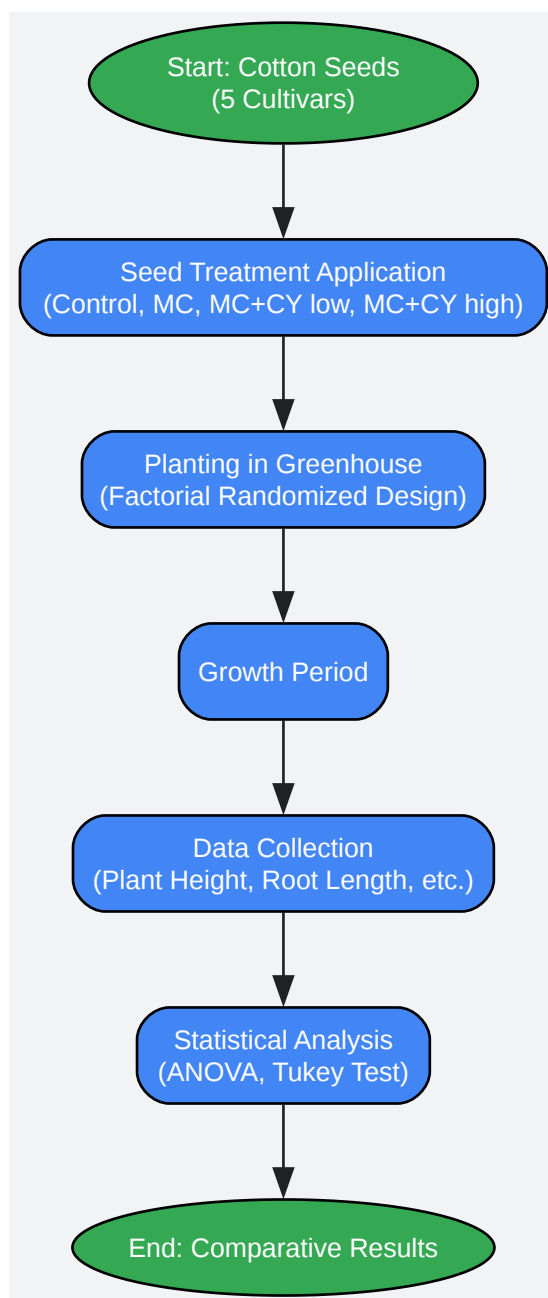 Start: Cotton Seeds
(5 Cultivars)
Seed Treatment Application
(Control, MC, MC+CY low, MC+CY high)
Planting in Greenhouse
(Factorial Randomized Design)
Growth Period
Data Collection
(Plant Height, Root Length, etc.)
Statistical Analysis
(ANOVA, Tukey Test)
End: Comparative Results